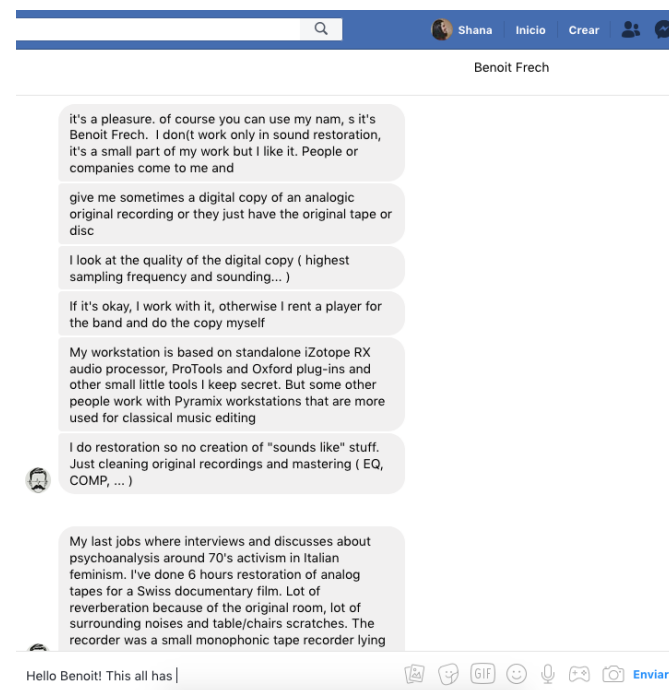 Shana Inicio Crear
Benoit Frech
it's a pleasure. of course you can use my nam, s it's
Benoit Frech.  I don(t work only in sound restoration,
it's a small part of my work but I like it. People or
companies come to me and
give me sometimes a digital copy of an analogic
original recording or they just have the original tape or
disc
I look at the quality of the digital copy ( highest
sampling frequency and sounding... )
If it's okay, I work with it, otherwise I rent a player for
the band and do the copy myself
My workstation is based on standalone iZotope RX
audio processor, ProTools and Oxford plug-ins and
other small little tools I keep secret. But some other
people work with Pyramix workstations that are more
used for classical music editing
I do restoration so no creation of "sounds like" stuff.
Just cleaning original recordings and mastering ( EQ,
COMP, ... )
My last jobs where interviews and discusses about
psychoanalysis around 70's activism in Italian
feminism. I've done 6 hours restoration of analog
tapes for a Swiss documentary film. Lot of
reverberation because of the original room, lot of
surrounding noises and table/chairs scratches. The
recorder was a small monophonic tape recorder lying
Hello Benoit! This all has
GIF
Enviar